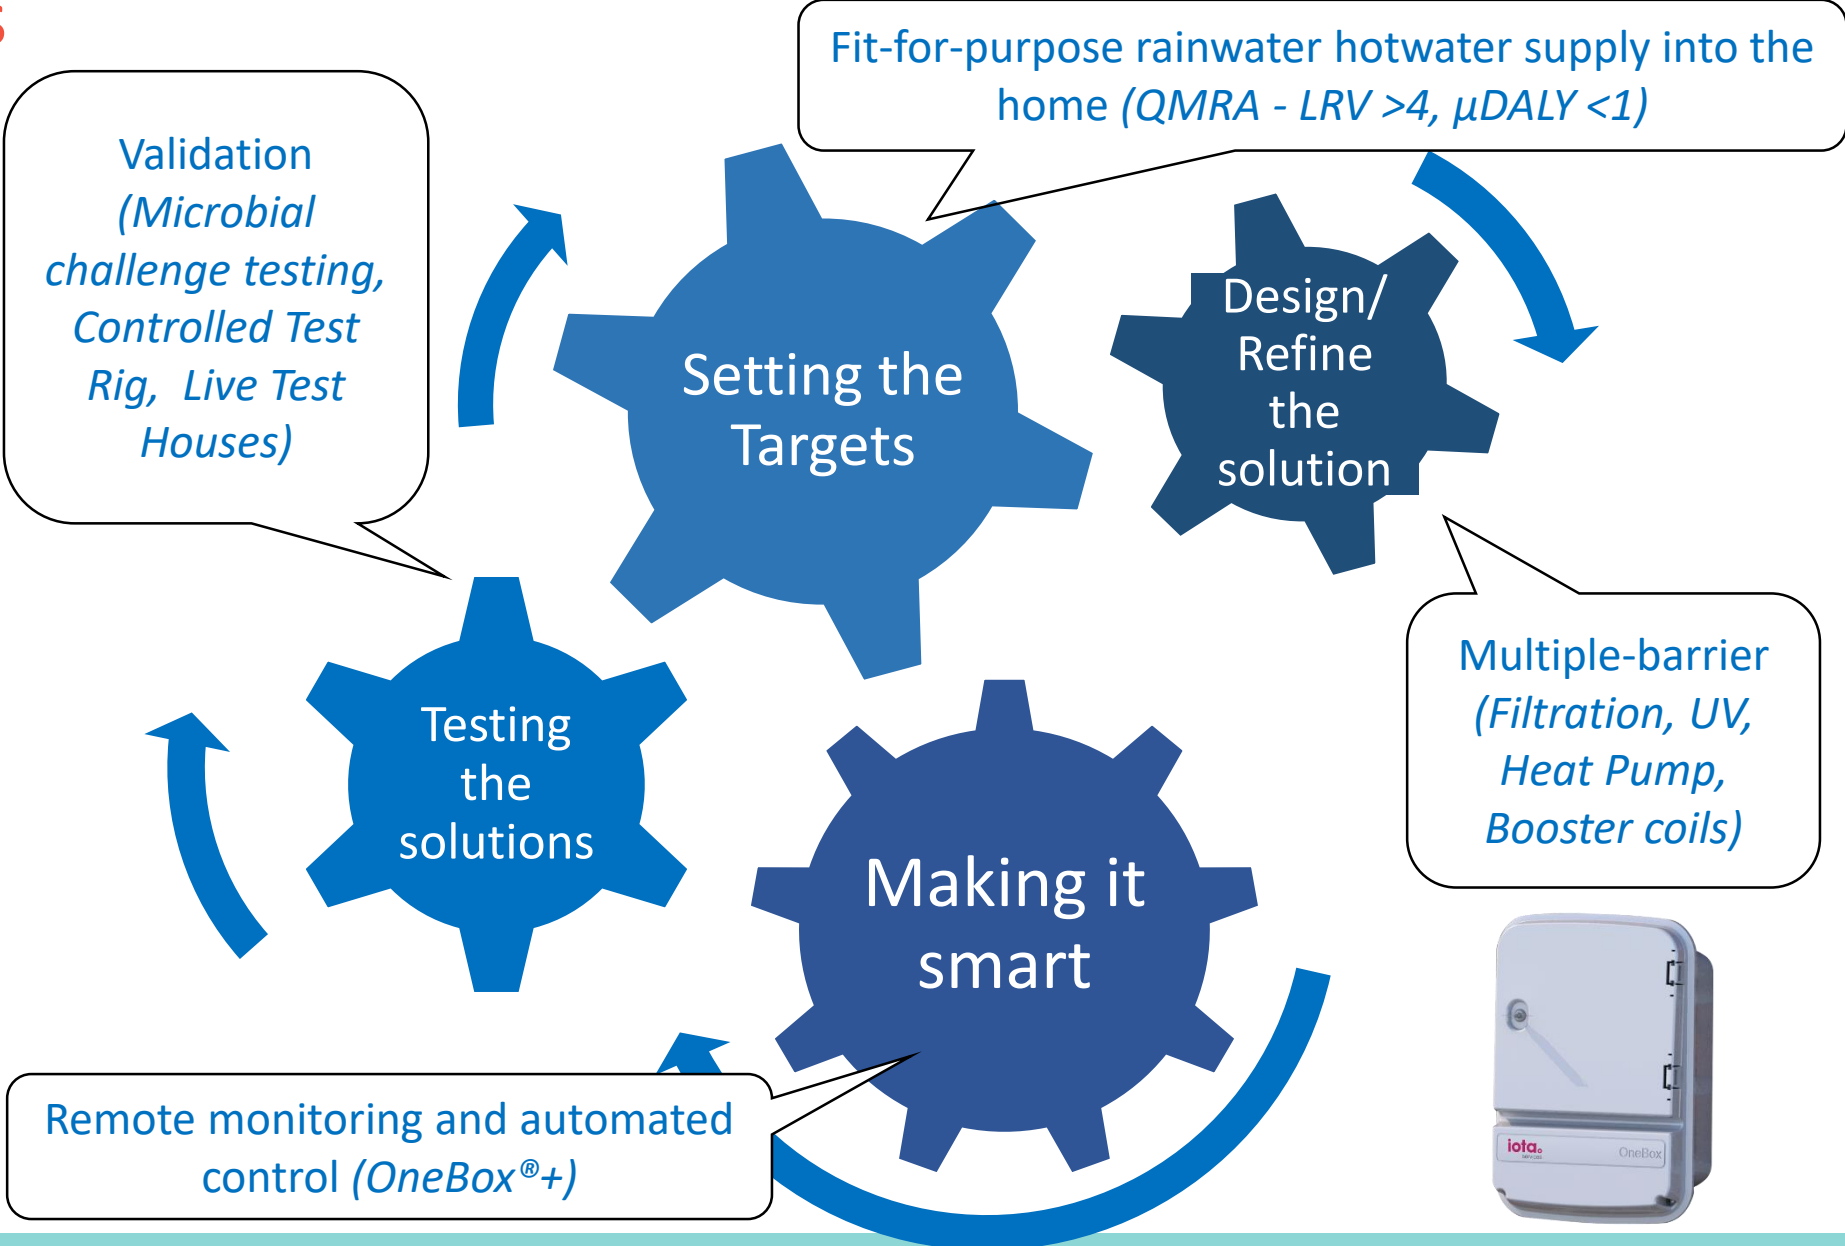 s
Fit-for-purpose rainwater hotwater supply into the
home (QMRA - LRV >4, µDALY <1)
Validation
(Microbial
challenge testing,
Controlled Test
Rig,  Live Test
Houses)
Setting the
Targets
Design/
Refine
the
solution
Testing
the
solutions
Multiple-barrier
(Filtration, UV,
Heat Pump,
Booster coils)
Making it
smart
Remote monitoring and automated
control (OneBox®+)
iota.
OneBox